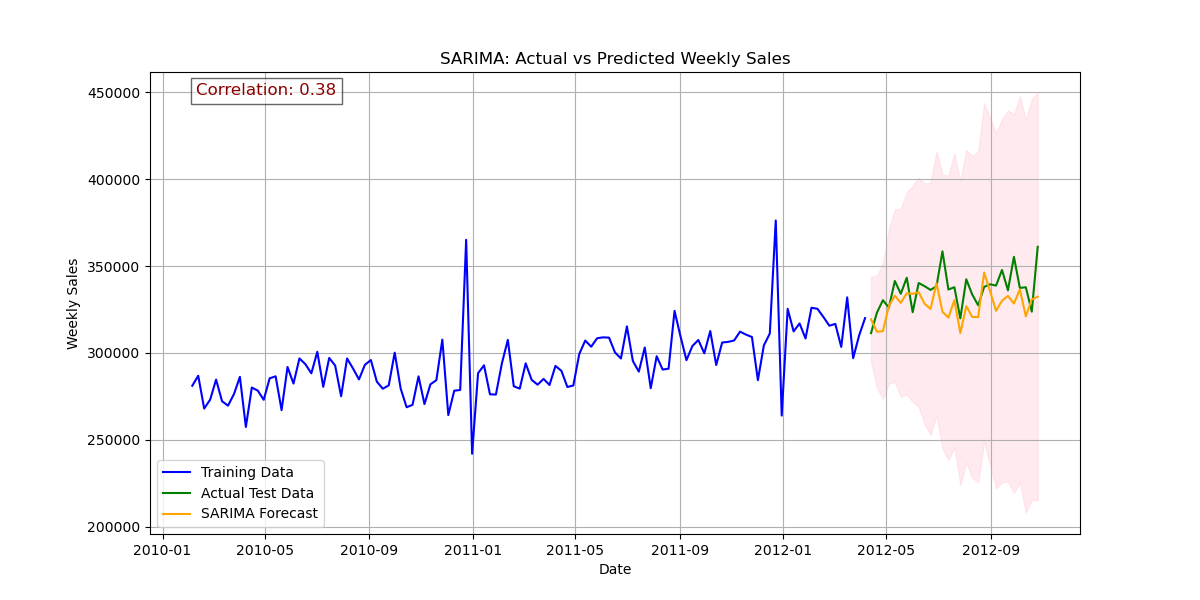 SARIMA: Actual vs Predicted Weekly Sales
Correlation: 0.38
450000
400000
350000
300000
250000
200000
Weekly Sales
Training Data
Actual Test Data
SARIMA Forecast
2010-01 2010-05 2010-09 2011-01 2011-05 2011-09 2012-01 2012-05 2012-09
Date